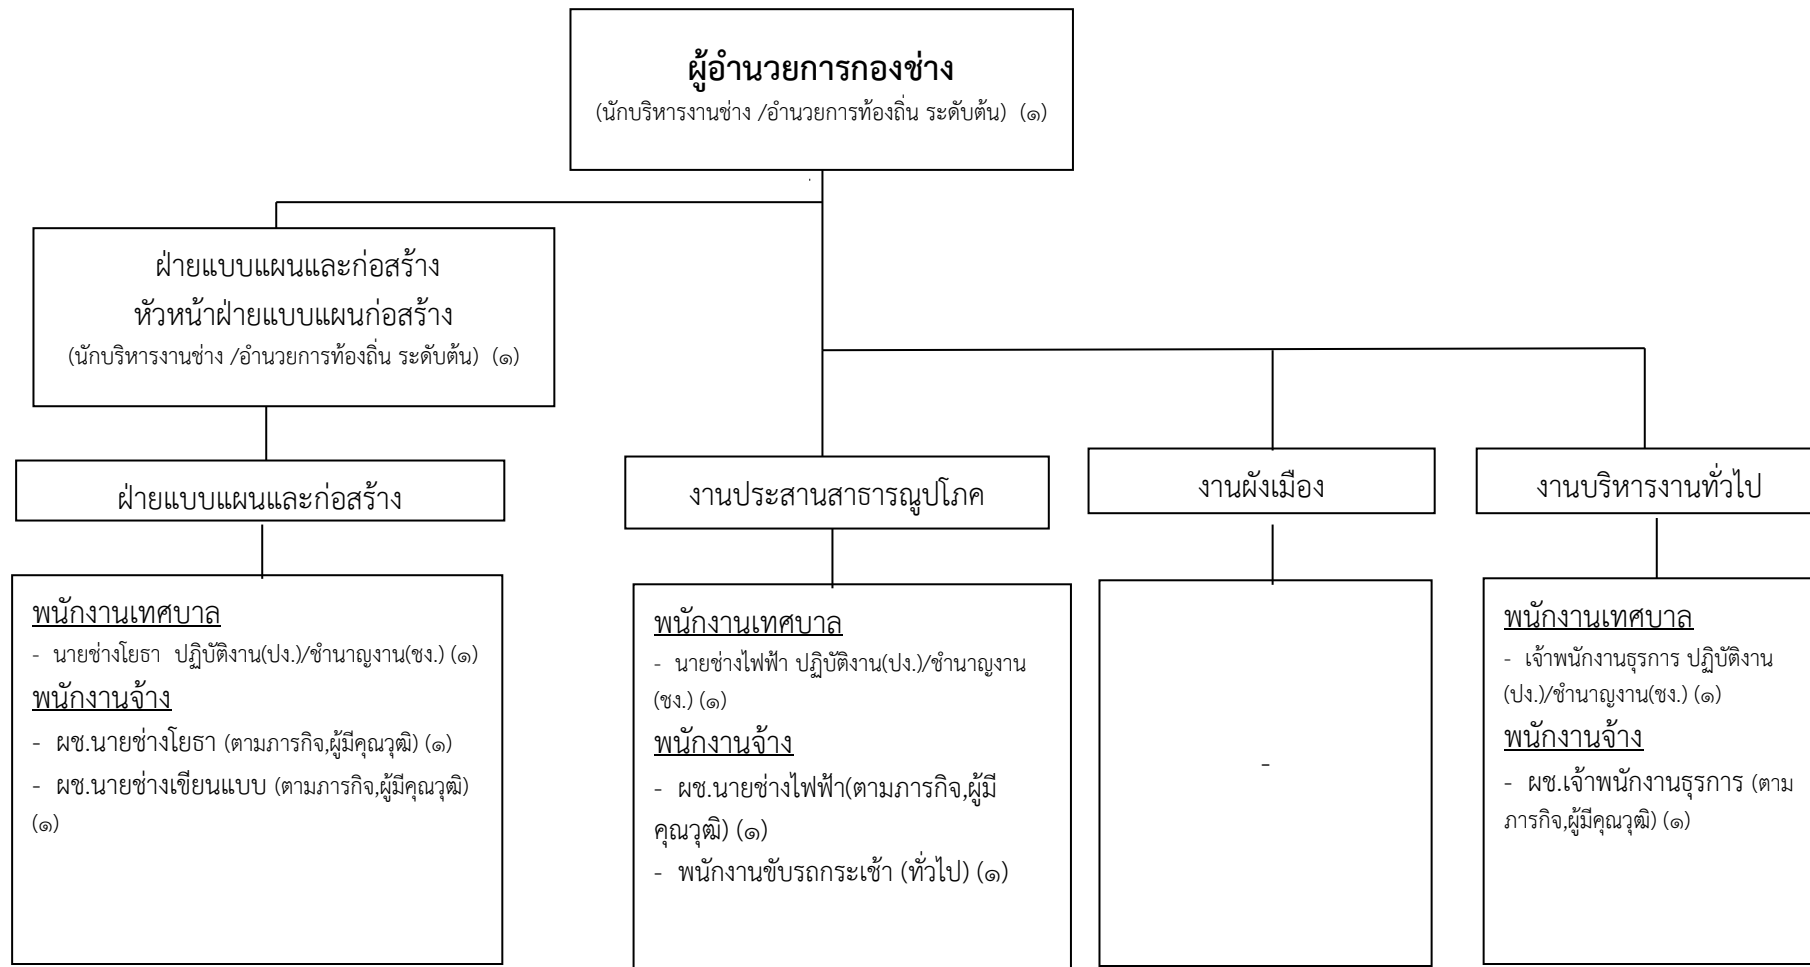 ผู้อำนวยการกองช่าง
(นักบริหารงานช่าง /อำนวยการท้องถิ่น ระดับต้น) (๑)
ฝ่ายแบบแผนและก่อสร้าง
หัวหน้าฝ่ายแบบแผนก่อสร้าง
(นักบริหารงานช่าง /อำนวยการท้องถิ่น ระดับต้น) (๑)
ฝ่ายแบบแผนและก่อสร้าง
งานประสานสาธารณูปโภค
งานผังเมือง
งานบริหารงานทั่วไป
พนักงานเทศบาล
- นายช่างโยธา ปฏิบัติงาน(ปง.)/ชำนาญงาน(ชง.) (๑)
พนักงานจ้าง
- ผช.นายช่างโยธา (ตามภารกิจ,ผู้มีคุณวุฒิ) (๑)
- ผช.นายช่างเขียนแบบ (ตามภารกิจ,ผู้มีคุณวุฒิ)
(๑)
พนักงานเทศบาล
- นายช่างไฟฟ้า ปฏิบัติงาน(ปง.)/ชำนาญงาน
(ชง.) (๑)
พนักงานจ้าง
- ผช.นายช่างไฟฟ้า(ตามภารกิจ,ผู้มี
คุณวุฒิ) (๑)
- พนักงานขับรถกระเช้า (ทั่วไป) (๑)
-
พนักงานเทศบาล
- เจ้าพนักงานธุรการ ปฏิบัติงาน
(ปง.)/ชำนาญงาน(ชง.) (๑)
พนักงานจ้าง
- ผช.เจ้าพนักงานธุรการ (ตาม
ภารกิจ,ผู้มีคุณวุฒิ) (๑)